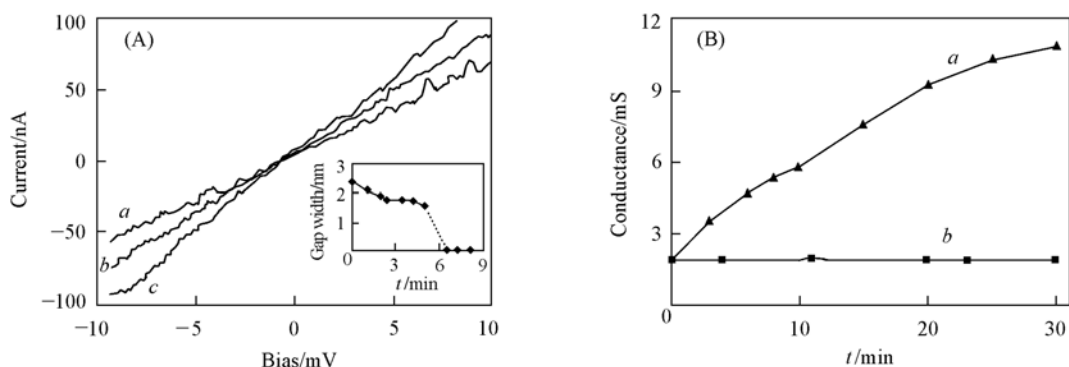 (A)
Current/nA
100
50
0
−50
−100
−10
−5
0
5
10
Bias/mV
a
b
c
Gap width/nm
3
2
1
0
3
6
9
t/min
(B)
Conductance/mS
12
9
6
3
0
0
10
20
30
t/min
a
b